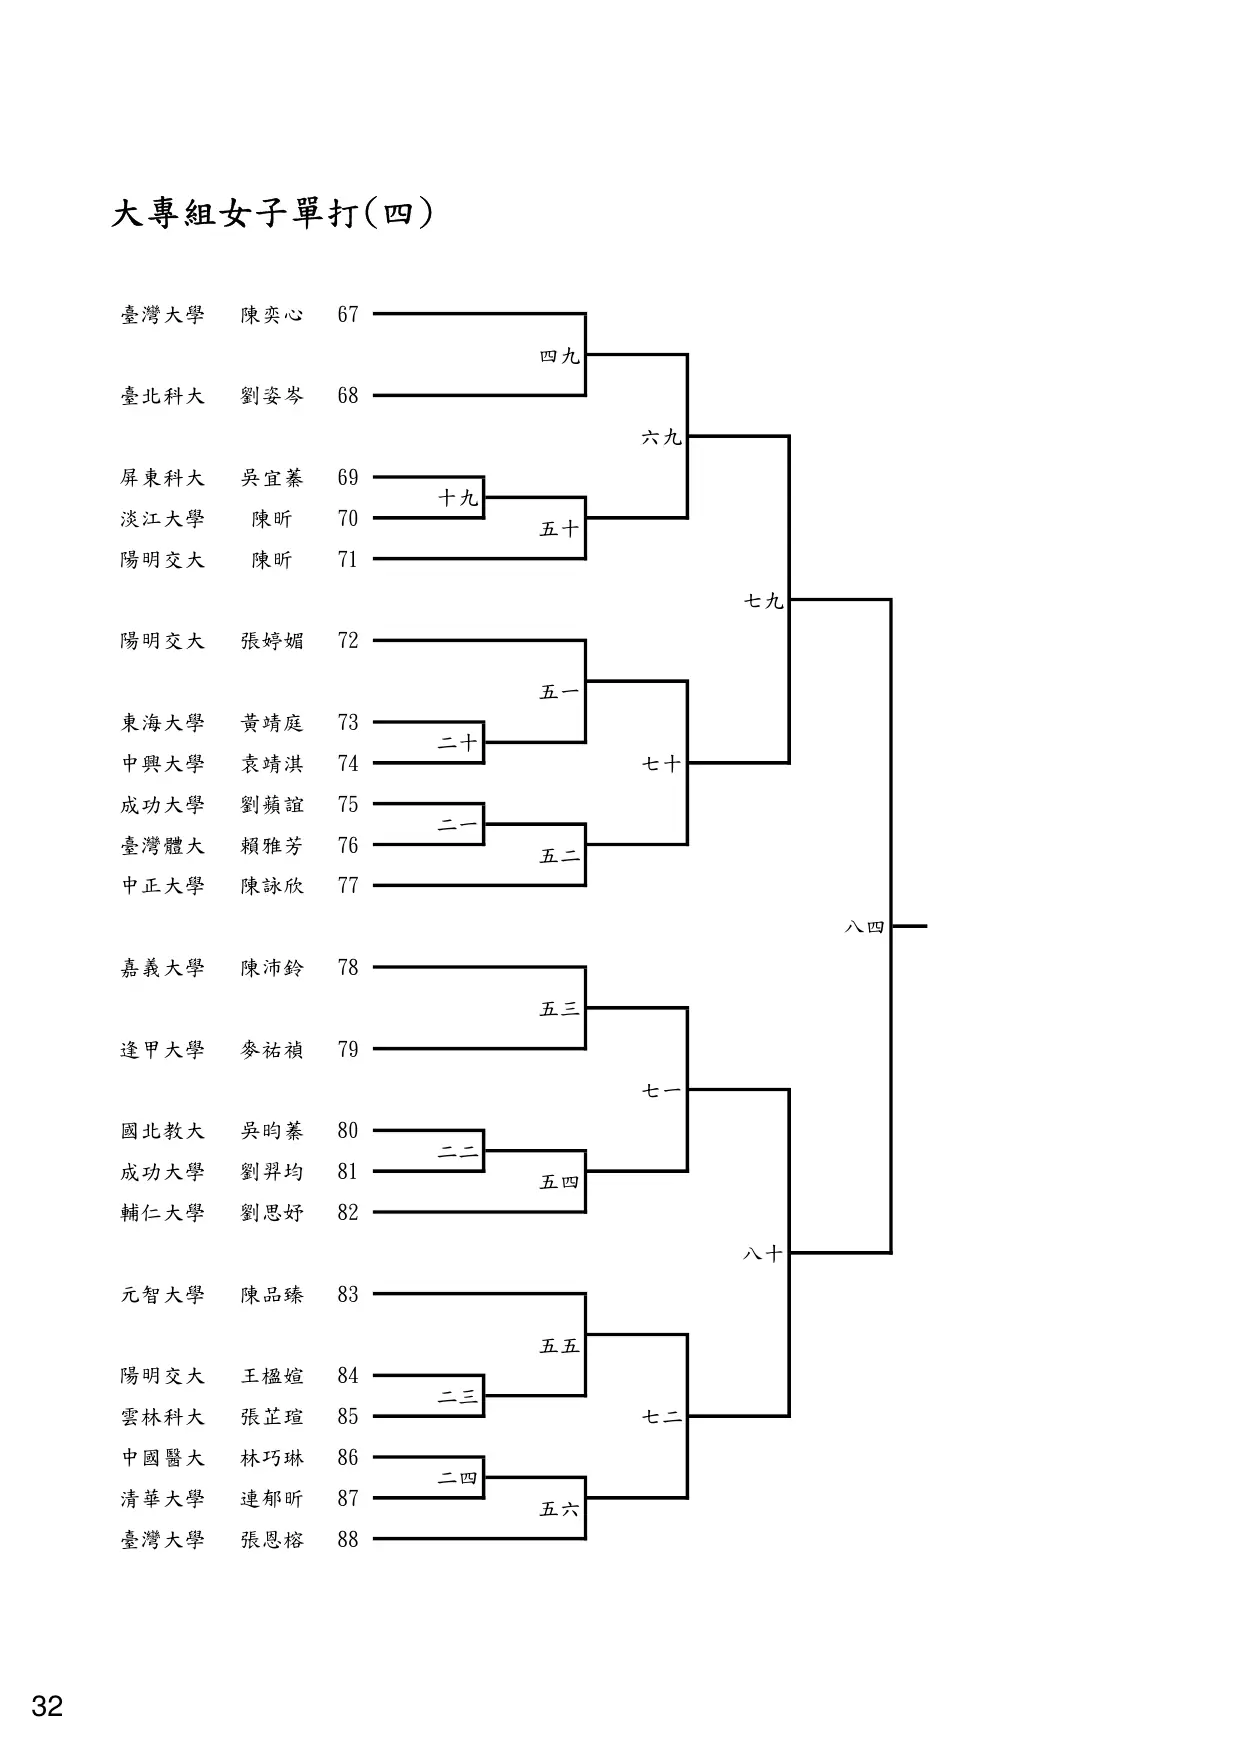 大專組女子單打(四)
臺灣大學 陳奕心 67
四九
臺北科大 劉姿岑 68
六九
屏東科大 吳宜蓁 69
十九
淡江大學 陳昕 70
五十
陽明交大 陳昕 71
七九
陽明交大 張婷媚 72
五一
東海大學 黃靖庭 73
二十
中興大學 袁靖淇 74
七十
成功大學 劉蘋誼 75
二一
臺灣體大 賴雅芳 76
五二
中正大學 陳詠欣 77
八四
嘉義大學 陳沛鈴 78
五三
逢甲大學 麥祐禎 79
七一
國北教大 吳昀蓁 80
二二
成功大學 劉羿均 81
五四
輔仁大學 劉思妤 82
八十
元智大學 陳品臻 83
五五
陽明交大 王楹媗 84
二三
雲林科大 張芷瑄 85
七二
中國醫大 林巧琳 86
二四
清華大學 連郁昕 87
五六
臺灣大學 張恩榕 88
32